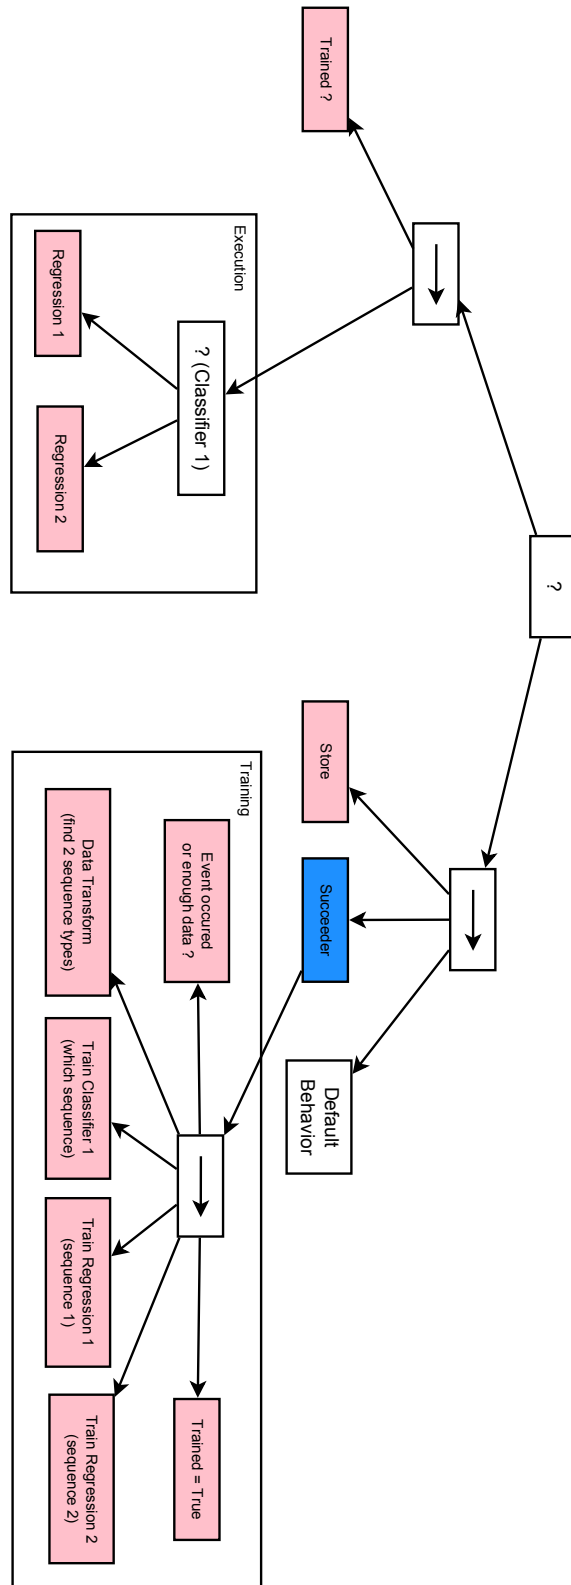 ?
Trained ?
Execution
? (Classifier 1)
Regression 1
Regression 2
Store
Succeeder
Default
Behavior
Training
Event occured
or enough data ?
Data Transform
(find 2 sequence types)
Train Classifier 1
(which sequence)
Train Regression 1
(sequence 1)
Train Regression 2
(sequence 2)
Trained = True